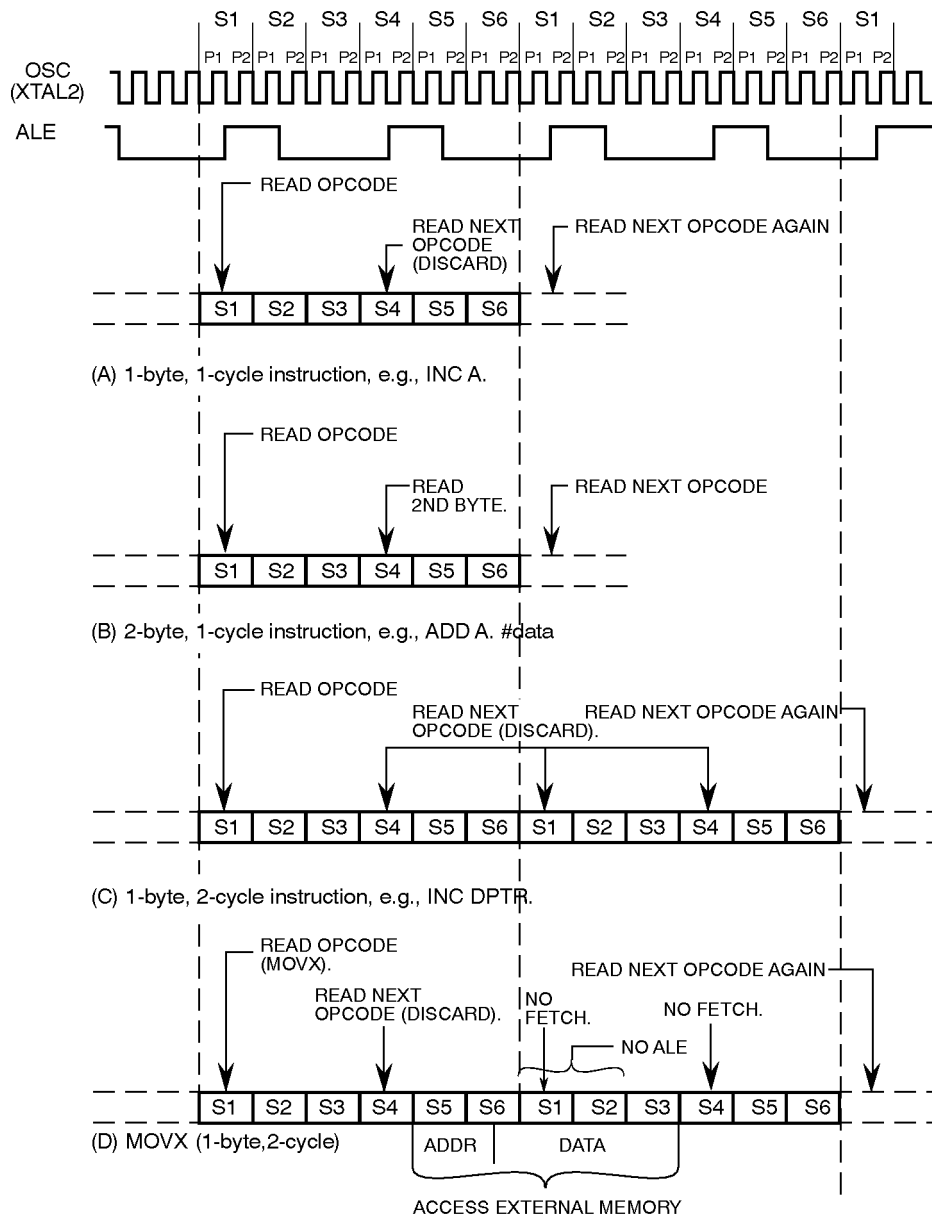 S1 S2 S3 S4 S5 S6 S1 S2 S3 S4 S5 S6 S1
P1 P2 P1 P2 P1 P2 P1 P2 P1 P2 P1 P2 P1 P2 P1 P2 P1 P2 P1 P2 P1 P2 P1 P2 P1 P2
OSC
(XTAL2)
ALE
READ OPCODE
READ NEXT
OPCODE
(DISCARD)
READ NEXT OPCODE AGAIN
S1 S2 S3 S4 S5 S6
(A) 1-byte, 1-cycle instruction, e.g., INC A.
READ OPCODE
READ
2ND BYTE.
READ NEXT OPCODE
S1 S2 S3 S4 S5 S6
(B) 2-byte, 1-cycle instruction, e.g., ADD A. #data
READ OPCODE
READ NEXT
OPCODE (DISCARD).
READ NEXT OPCODE AGAIN
S1 S2 S3 S4 S5 S6 S1 S2 S3 S4 S5 S6
(C) 1-byte, 2-cycle instruction, e.g., INC DPTR.
READ OPCODE
(MOVX).
READ NEXT
OPCODE (DISCARD).
NO
FETCH.
NO ALE
NO FETCH.
READ NEXT OPCODE AGAIN
S1 S2 S3 S4 S5 S6 S1 S2 S3 S4 S5 S6
(D) MOVX (1-byte,2-cycle)
ADDR DATA
ACCESS EXTERNAL MEMORY